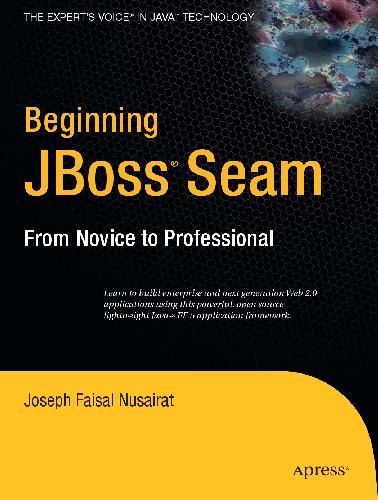 THE EXPERT'S VOICE® IN JAVA™ TECHNOLOGY
Beginning
JBoss® Seam
From Novice to Professional
Learn to build enterprise and next generation Web 2.0
applications using this powerful, open source
lightweight Java EE 5 application framework.
Joseph Faisal Nusairat
Apress®